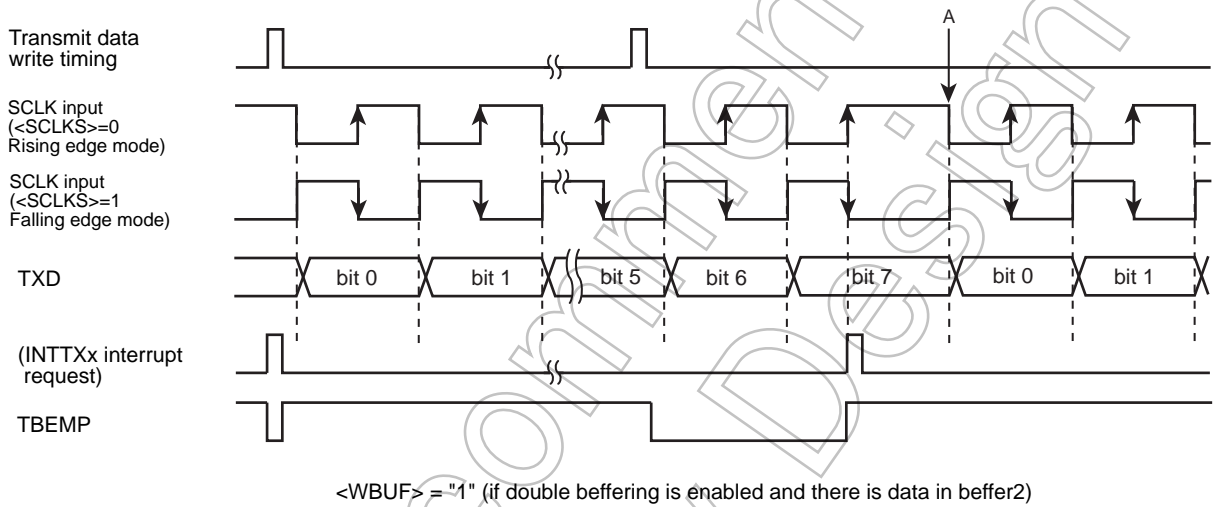 A
Transmit data
write timing
SCLK input
(<SCLKS>=0
Rising edge mode)
SCLK input
(<SCLKS>=1
Falling edge mode)
TXD
bit 0
bit 1
bit 5
bit 6
bit 7
bit 0
bit 1
(INTTXx interrupt
request)
TBEMP
<WBUF> = "1" (if double beffering is enabled and there is data in beffer2)